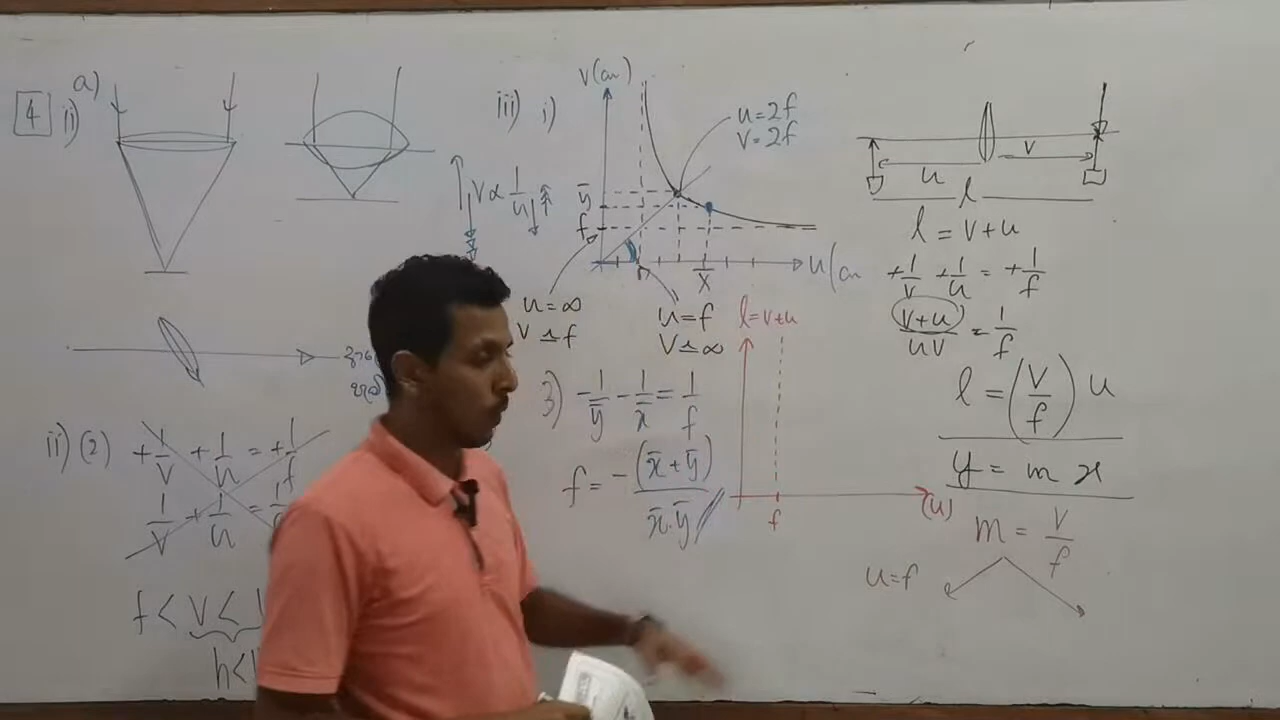 4
ii)
a)
ii) (2) +1/v + 1/u = +1/f
1/v + 1/u =
f < v <
h <
iii) i)
v(cm)
u=2f
v=2f
v ∝ 1/u
ȳ
f
x̄
u=∞
v ≃ f
u=f
v ≃ ∞
3) -1/ȳ - 1/x̄ = 1/f
f = -(x̄+ȳ)/x̄.ȳ
l=v+u
f
(u)
u
v
l
l = v+u
+1/v +1/u = +1/f
v+u/uv = 1/f
l = (v/f) u
y = m x
m = v/f
u=f